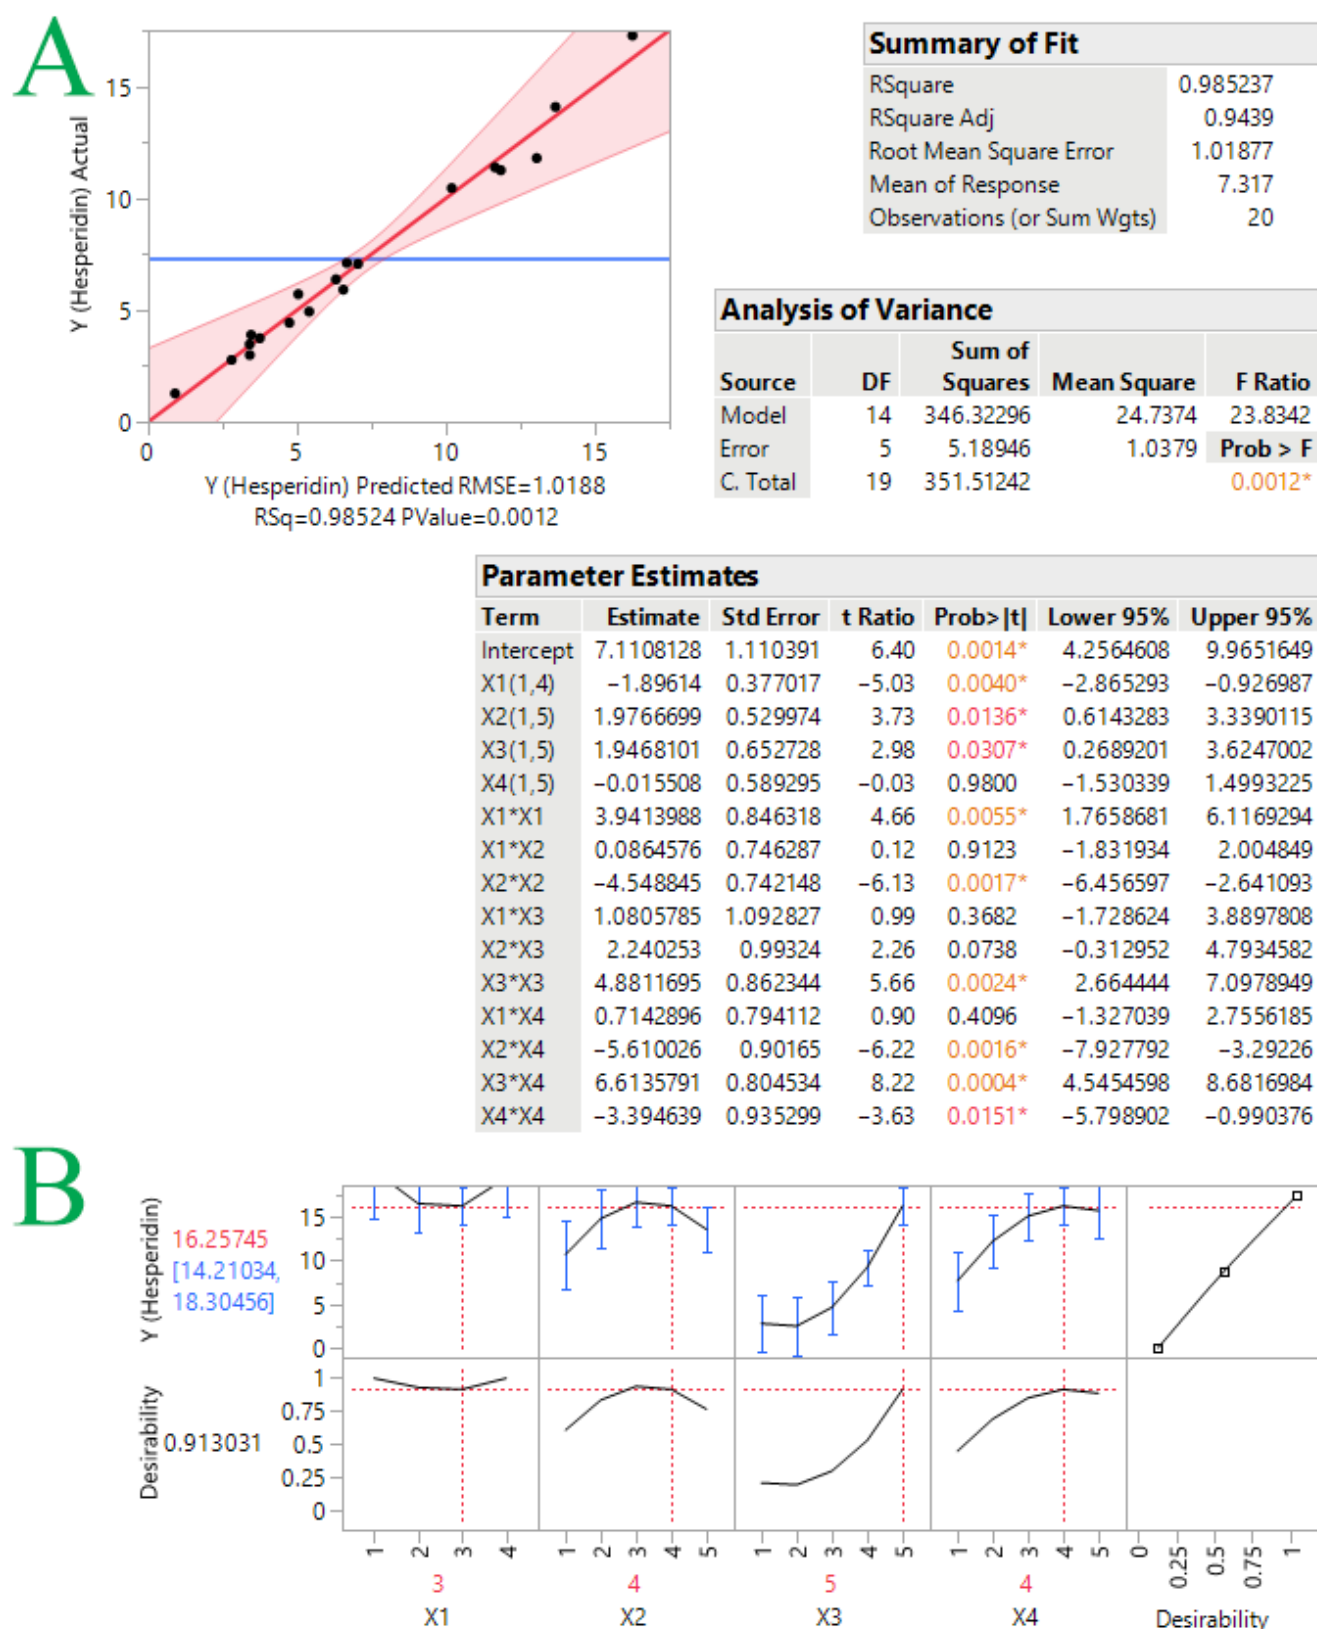 A
Y (Hesperidin) Actual
15
10
5
0
0 5 10 15
Y (Hesperidin) Predicted RMSE=1.0188
RSq=0.98524 PValue=0.0012
Summary of Fit
RSquare 0.985237
RSquare Adj 0.9439
Root Mean Square Error 1.01877
Mean of Response 7.317
Observations (or Sum Wgts) 20
Analysis of Variance
Sum of
Source DF Squares Mean Square F Ratio
Model 14 346.32296 24.7374 23.8342
Error 5 5.18946 1.0379 Prob > F
C. Total 19 351.51242 0.0012*
Parameter Estimates
Term Estimate Std Error t Ratio Prob>|t| Lower 95% Upper 95%
Intercept 7.1108128 1.110391 6.40 0.0014* 4.2564608 9.9651649
X1(1,4) −1.89614 0.377017 −5.03 0.0040* −2.865293 −0.926987
X2(1,5) 1.9766699 0.529974 3.73 0.0136* 0.6143283 3.3390115
X3(1,5) 1.9468101 0.652728 2.98 0.0307* 0.2689201 3.6247002
X4(1,5) −0.015508 0.589295 −0.03 0.9800 −1.530339 1.4993225
X1*X1 3.9413988 0.846318 4.66 0.0055* 1.7658681 6.1169294
X1*X2 0.0864576 0.746287 0.12 0.9123 −1.831934 2.004849
X2*X2 −4.548845 0.742148 −6.13 0.0017* −6.456597 −2.641093
X1*X3 1.0805785 1.092827 0.99 0.3682 −1.728624 3.8897808
X2*X3 2.240253 0.99324 2.26 0.0738 −0.312952 4.7934582
X3*X3 4.8811695 0.862344 5.66 0.0024* 2.664444 7.0978949
X1*X4 0.7142896 0.794112 0.90 0.4096 −1.327039 2.7556185
X2*X4 −5.610026 0.90165 −6.22 0.0016* −7.927792 −3.29226
X3*X4 6.6135791 0.804534 8.22 0.0004* 4.5454598 8.6816984
X4*X4 −3.394639 0.935299 −3.63 0.0151* −5.798902 −0.990376
B
Y (Hesperidin)
16.25745
[14.21034,
18.30456]
15
10
5
0
Desirability
0.913031
1
0.75
0.5
0.25
0
1 2 3 4 1 2 3 4 5 1 2 3 4 5 1 2 3 4 5 0 0.25 0.5 0.75 1
3 4 5 4
X1 X2 X3 X4 Desirability